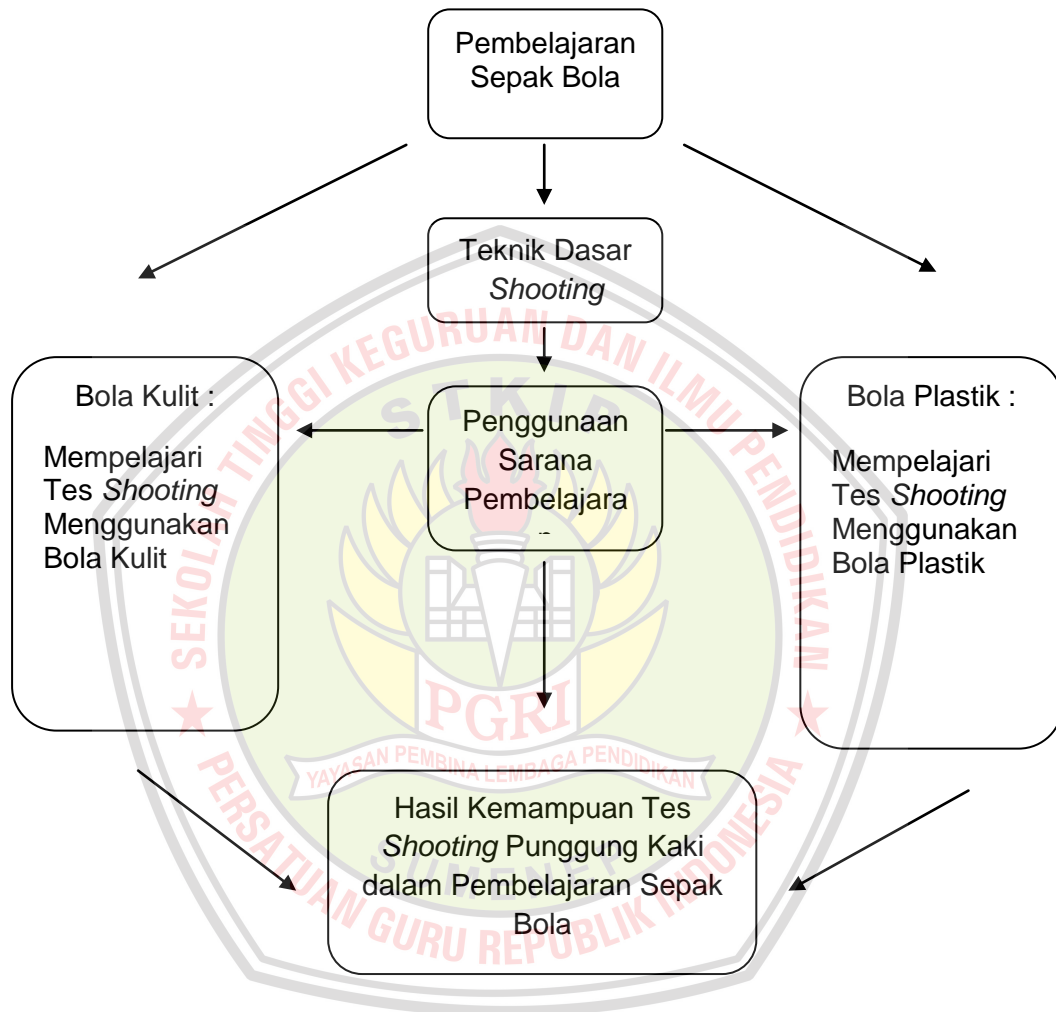 Pembelajaran
Sepak Bola
Teknik Dasar
Shooting
Bola Kulit :
Mempelajari
Tes Shooting
Menggunakan
Bola Kulit
Penggunaan
Sarana
Pembelajara
Bola Plastik :
Mempelajari
Tes Shooting
Menggunakan
Bola Plastik
Hasil Kemampuan Tes
Shooting Punggung Kaki
dalam Pembelajaran Sepak
Bola
SEKOLAH TINGGI KEGURUAN DAN ILMU PENDIDIKAN
STKIP
PGRI
YAYASAN PEMBINA LEMBAGA PENDIDIKAN
SUMENEP
PERSATUAN GURU REPUBLIK INDONESIA